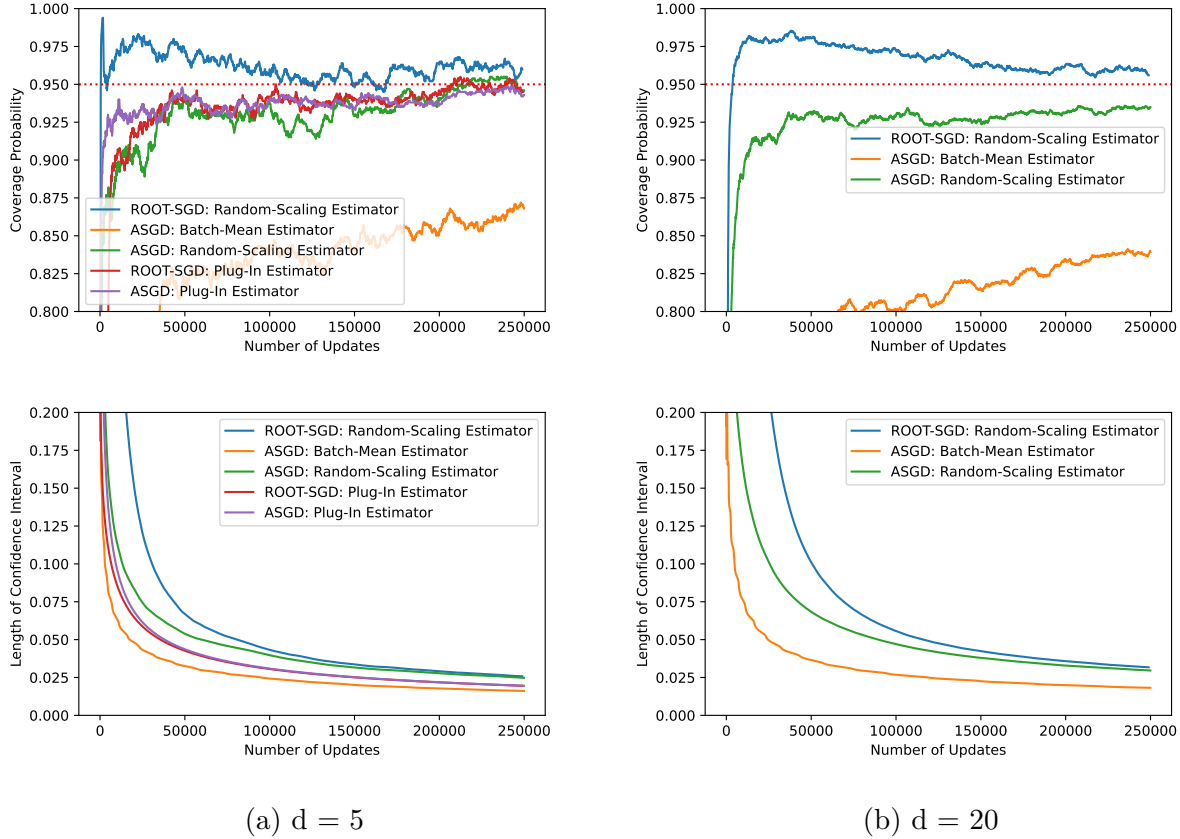 1.000
0.975
0.950
0.925
0.900
0.875
0.850
0.825
0.800
Coverage Probability
ROOT-SGD: Random-Scaling Estimator
ASGD: Batch-Mean Estimator
ASGD: Random-Scaling Estimator
ROOT-SGD: Plug-In Estimator
ASGD: Plug-In Estimator
0 50000 100000 150000 200000 250000
Number of Updates
1.000
0.975
0.950
0.925
0.900
0.875
0.850
0.825
0.800
Coverage Probability
ROOT-SGD: Random-Scaling Estimator
ASGD: Batch-Mean Estimator
ASGD: Random-Scaling Estimator
0 50000 100000 150000 200000 250000
Number of Updates
0.200
0.175
0.150
0.125
0.100
0.075
0.050
0.025
0.000
Length of Confidence Interval
ROOT-SGD: Random-Scaling Estimator
ASGD: Batch-Mean Estimator
ASGD: Random-Scaling Estimator
ROOT-SGD: Plug-In Estimator
ASGD: Plug-In Estimator
0 50000 100000 150000 200000 250000
Number of Updates
0.200
0.175
0.150
0.125
0.100
0.075
0.050
0.025
0.000
Length of Confidence Interval
ROOT-SGD: Random-Scaling Estimator
ASGD: Batch-Mean Estimator
ASGD: Random-Scaling Estimator
0 50000 100000 150000 200000 250000
Number of Updates
(a) d = 5
(b) d = 20